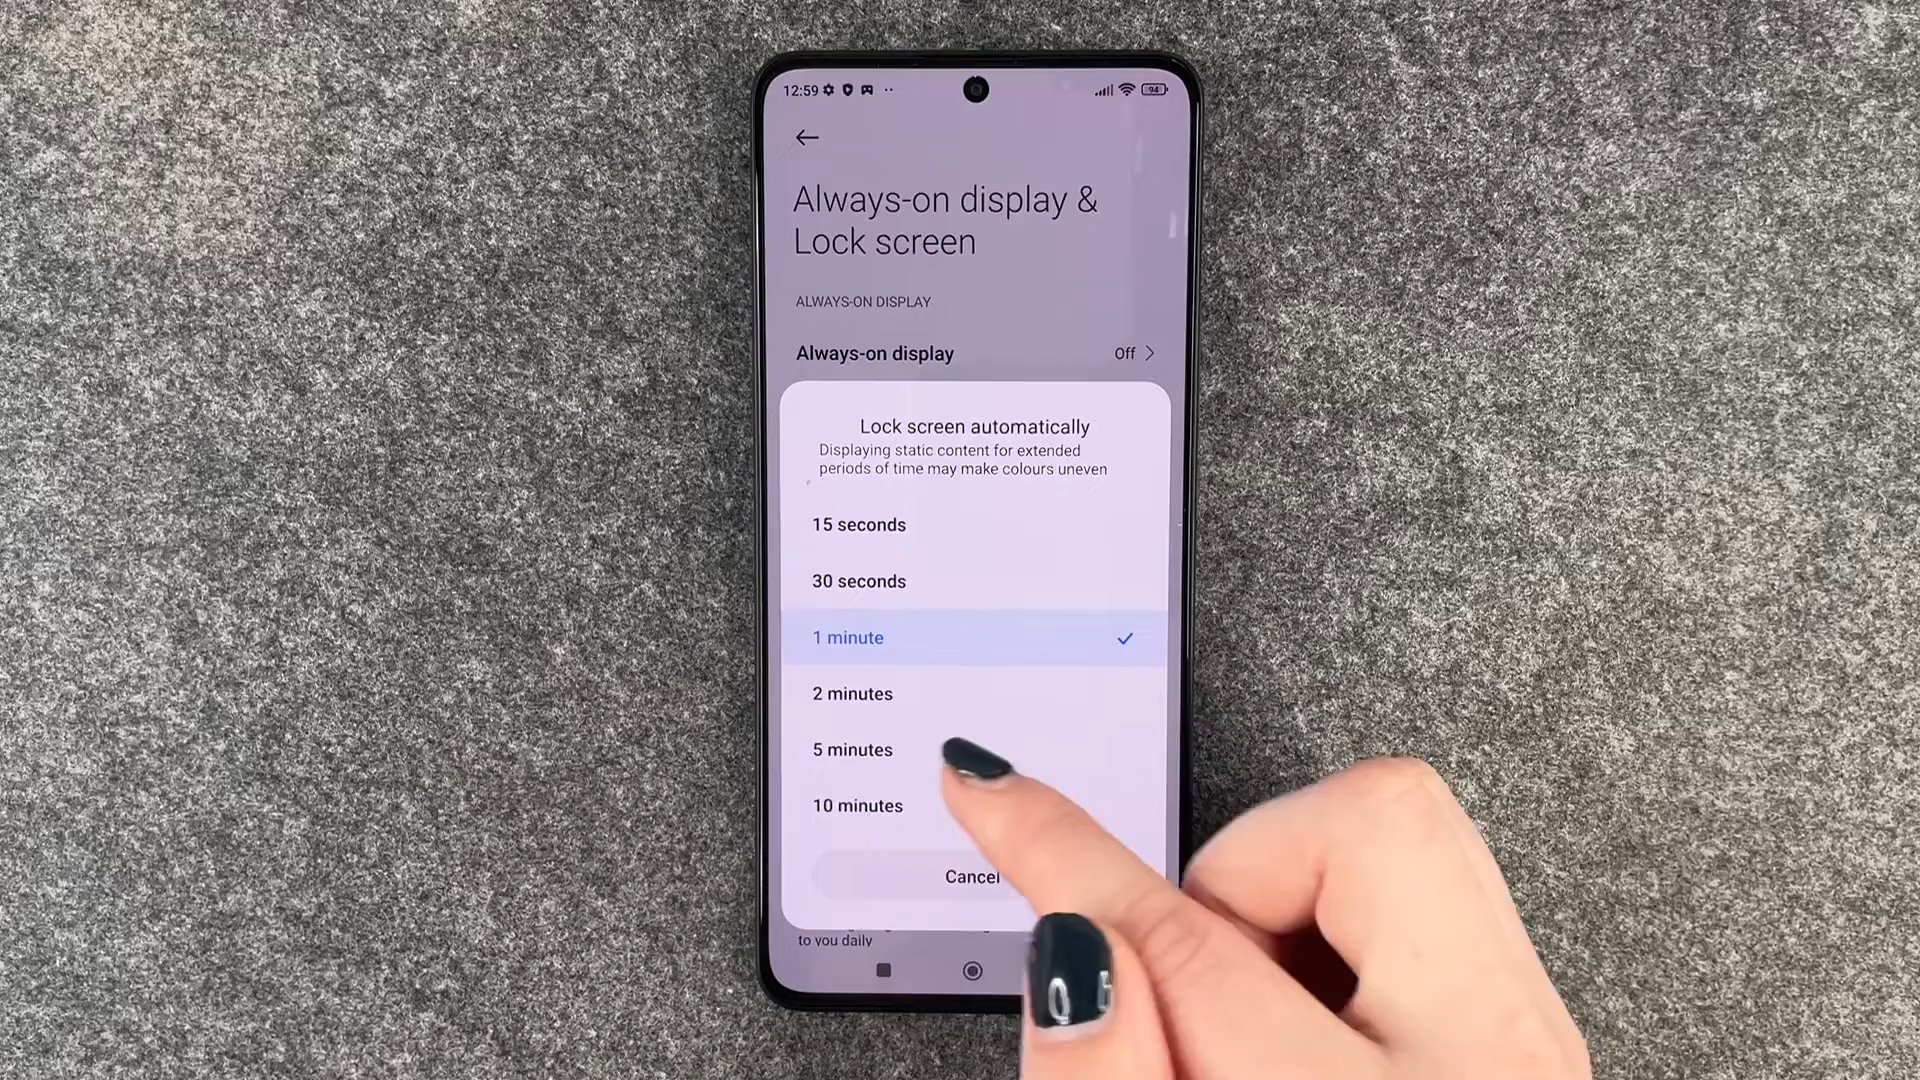 12:59
94
Always-on display &
Lock screen
ALWAYS-ON DISPLAY
Always-on display Off
Lock screen automatically
Displaying static content for extended
periods of time may make colours uneven
15 seconds
30 seconds
1 minute
2 minutes
5 minutes
10 minutes
Cancel
to you daily